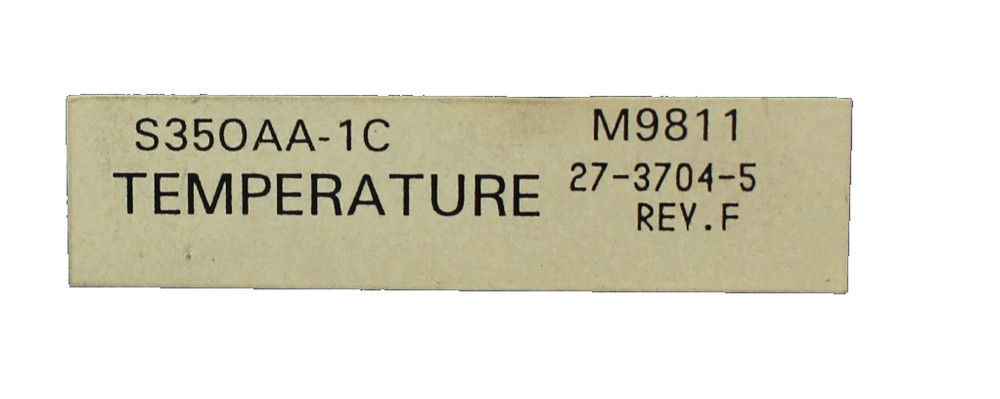 S350AA-1C
TEMPERATURE
M9811
27-3704-5
REV.F